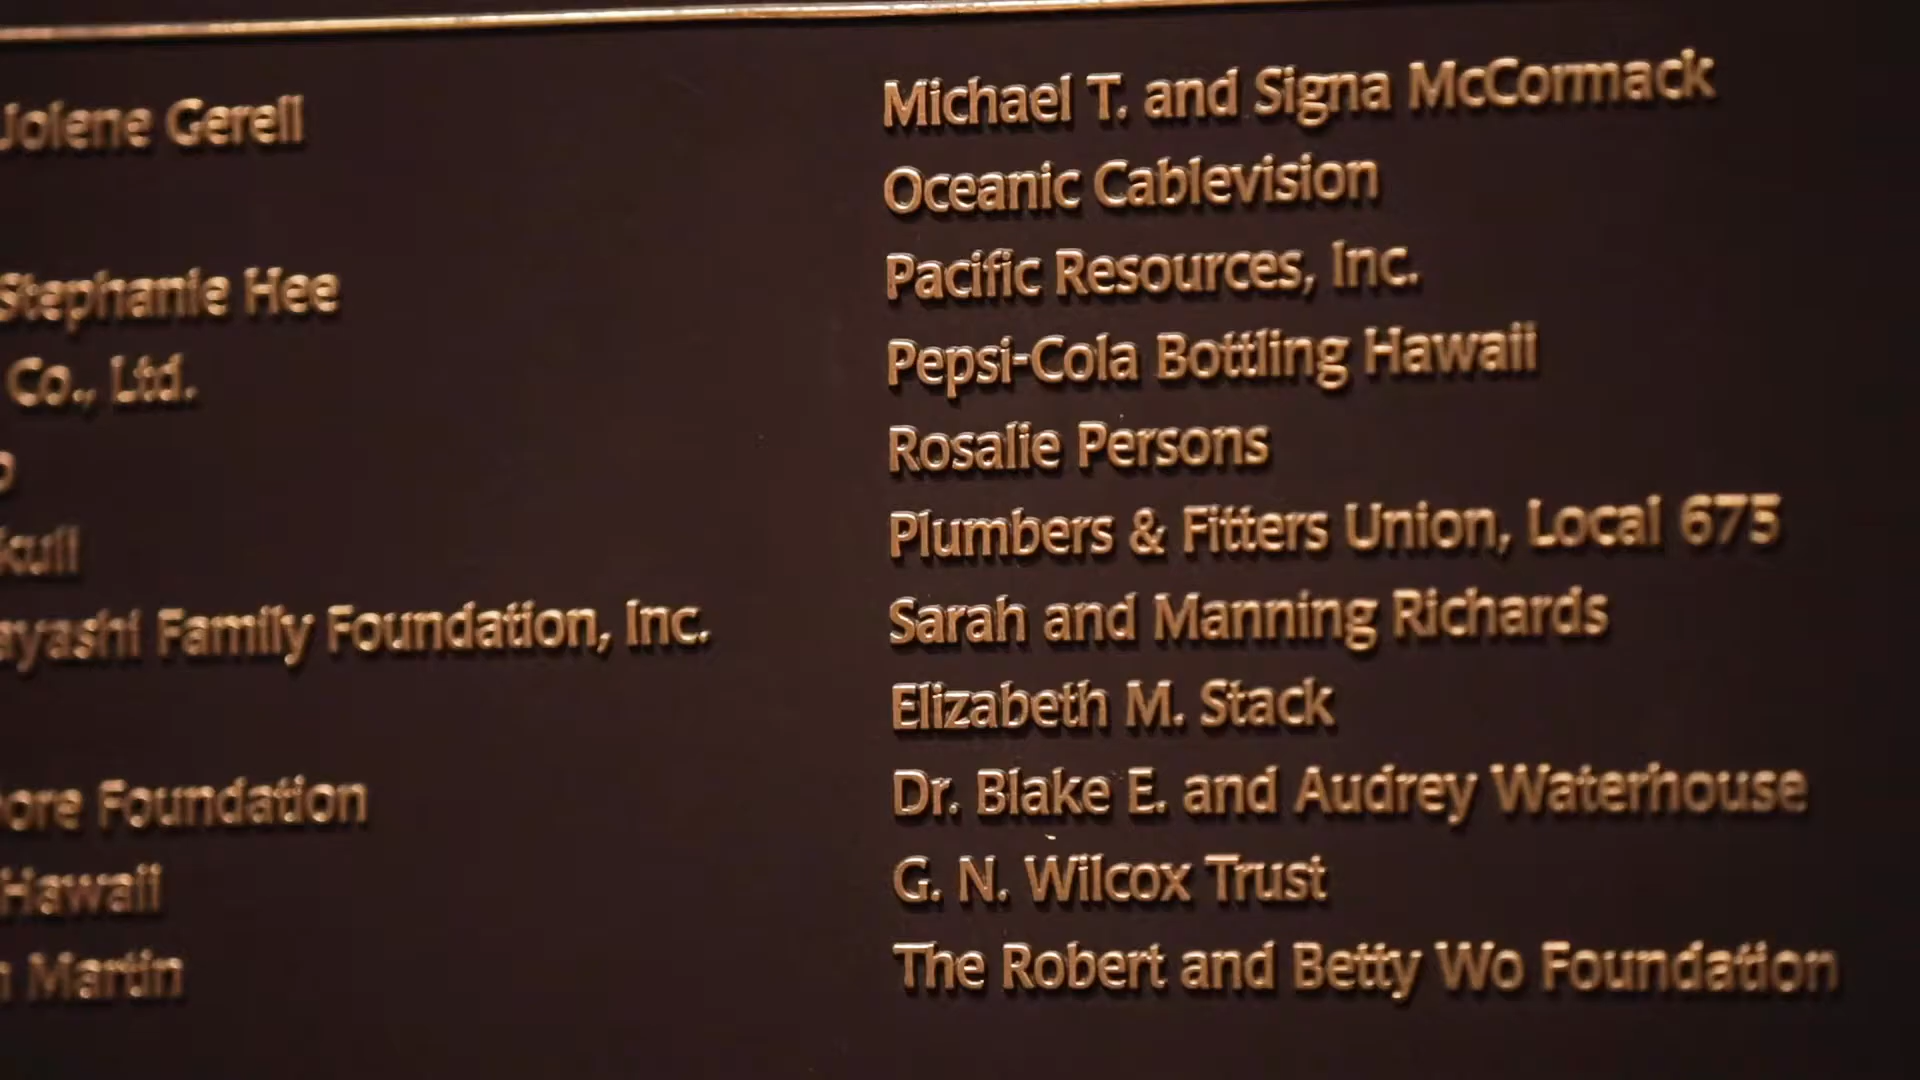 Jolene Gerell
Stephanie Hee
Co., Ltd.
Family Foundation, Inc.
Foundation
Hawaii
Martin
Michael T. and Signa McCormack
Oceanic Cablevision
Pacific Resources, Inc.
Pepsi-Cola Bottling Hawaii
Rosalie Persons
Plumbers & Fitters Union, Local 675
Sarah and Manning Richards
Elizabeth M. Stack
Dr. Blake E. and Audrey Waterhouse
G. N. Wilcox Trust
The Robert and Betty Wo Foundation